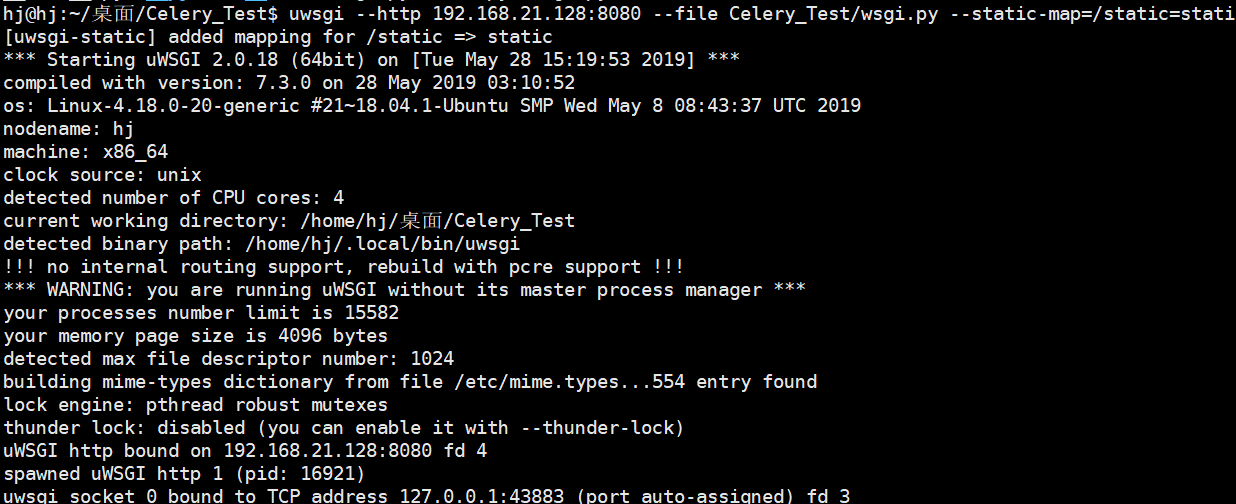 hj@hj:~/桌面/Celery_Test$ uwsgi --http 192.168.21.128:8080 --file Celery_Test/wsgi.py --static-map=/static=stati
[uwsgi-static] added mapping for /static => static
*** Starting uWSGI 2.0.18 (64bit) on [Tue May 28 15:19:53 2019] ***
compiled with version: 7.3.0 on 28 May 2019 03:10:52
os: Linux-4.18.0-20-generic #21~18.04.1-Ubuntu SMP Wed May 8 08:43:37 UTC 2019
nodename: hj
machine: x86_64
clock source: unix
detected number of CPU cores: 4
current working directory: /home/hj/桌面/Celery_Test
detected binary path: /home/hj/.local/bin/uwsgi
!!! no internal routing support, rebuild with pcre support !!!
*** WARNING: you are running uWSGI without its master process manager ***
your processes number limit is 15582
your memory page size is 4096 bytes
detected max file descriptor number: 1024
building mime-types dictionary from file /etc/mime.types...554 entry found
lock engine: pthread robust mutexes
thunder lock: disabled (you can enable it with --thunder-lock)
uWSGI http bound on 192.168.21.128:8080 fd 4
spawned uWSGI http 1 (pid: 16921)
uwsgi socket 0 bound to TCP address 127.0.0.1:43883 (port auto-assigned) fd 3